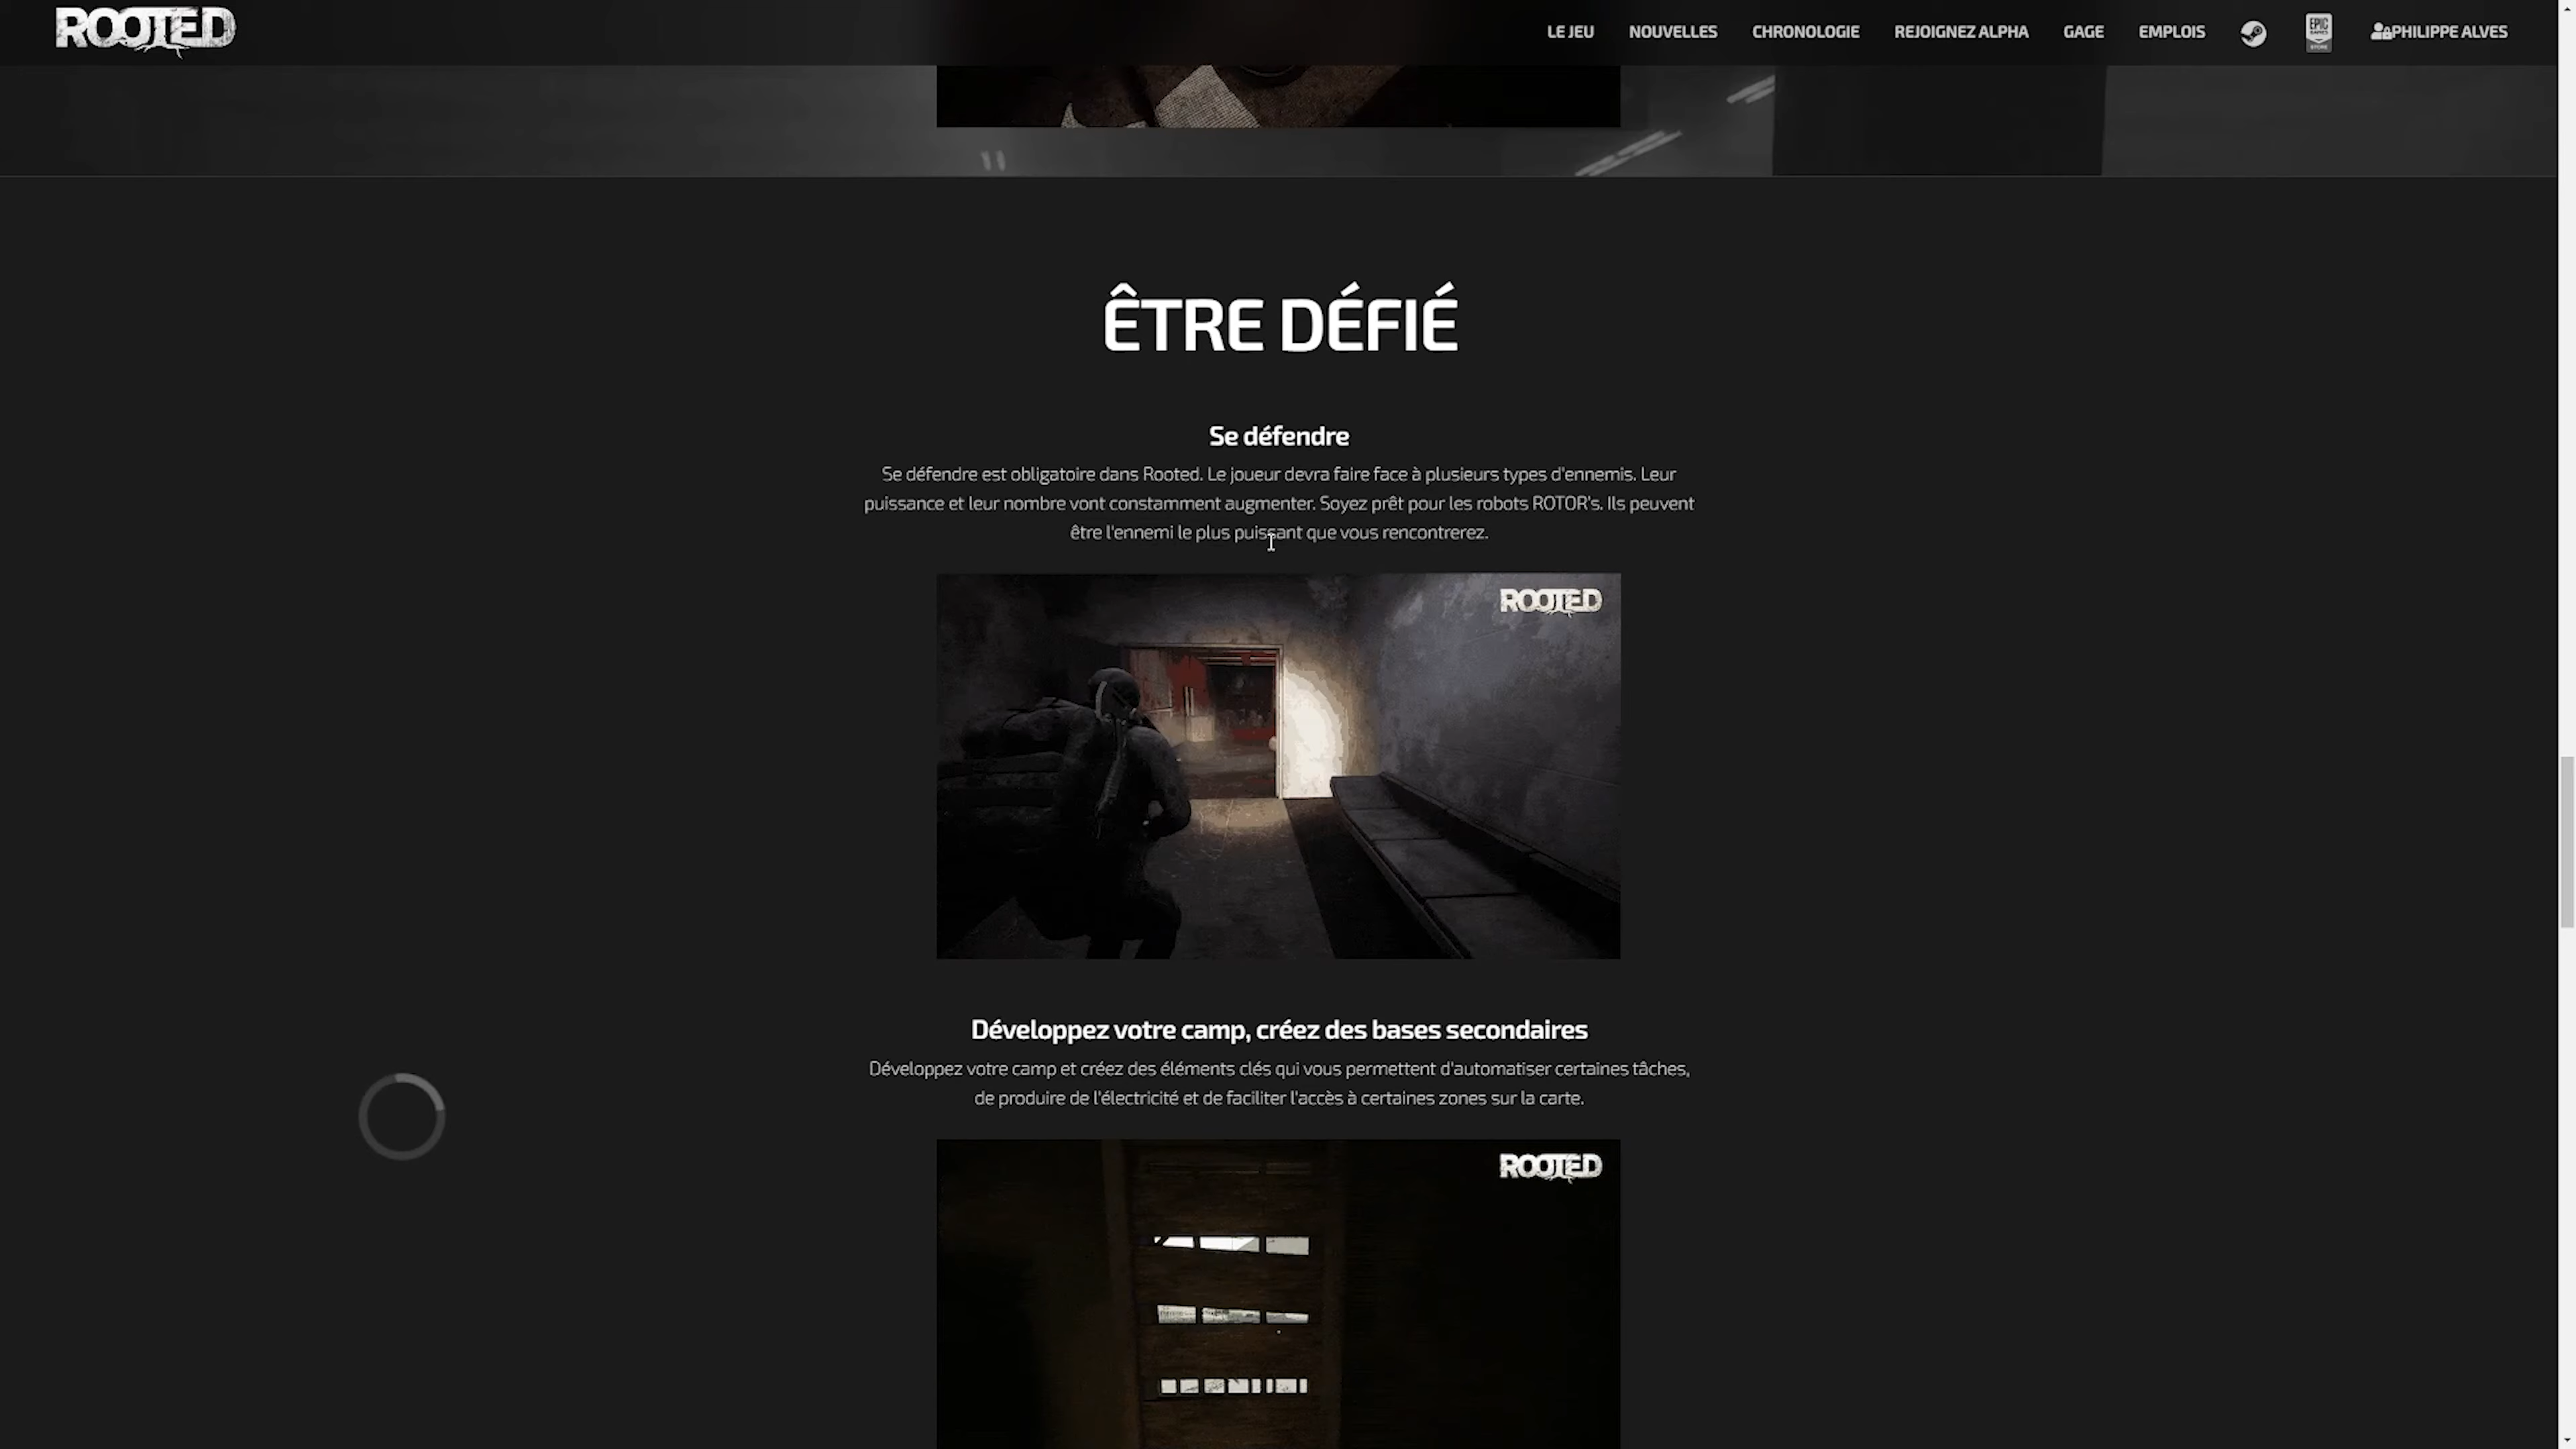 ROOTED
LE JEU NOUVELLES CHRONOLOGIE REJOIGNEZ ALPHA GAGE EMPLOIS EPIC GAMES STORE PHILIPPE ALVES
ÊTRE DÉFIÉ
Se défendre
Se défendre est obligatoire dans Rooted. Le joueur devra faire face à plusieurs types d'ennemis. Leur
puissance et leur nombre vont constamment augmenter. Soyez prêt pour les robots ROTOR's. Ils peuvent
être l'ennemi le plus puissant que vous rencontrerez.
ROOTED
Développez votre camp, créez des bases secondaires
Développez votre camp et créez des éléments clés qui vous permettent d'automatiser certaines tâches,
de produire de l'électricité et de faciliter l'accès à certaines zones sur la carte.
ROOTED